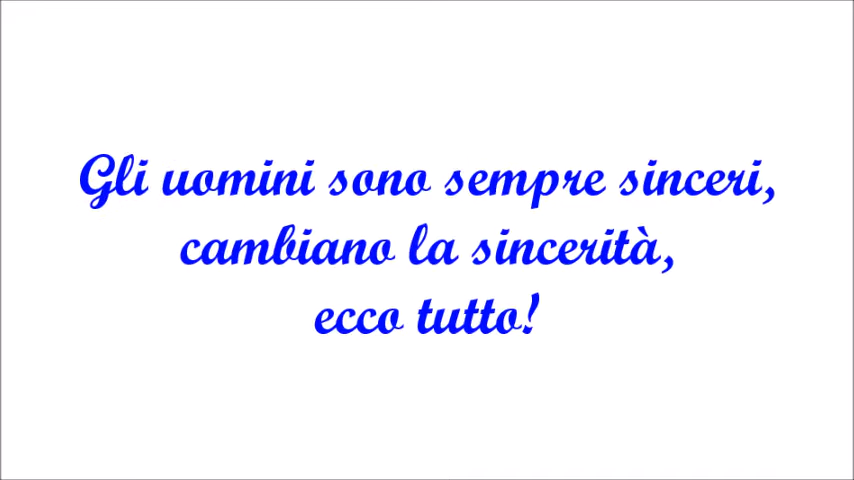 Gli uomini sono sempre sinceri,
cambiano la sincerità,
ecco tutto!